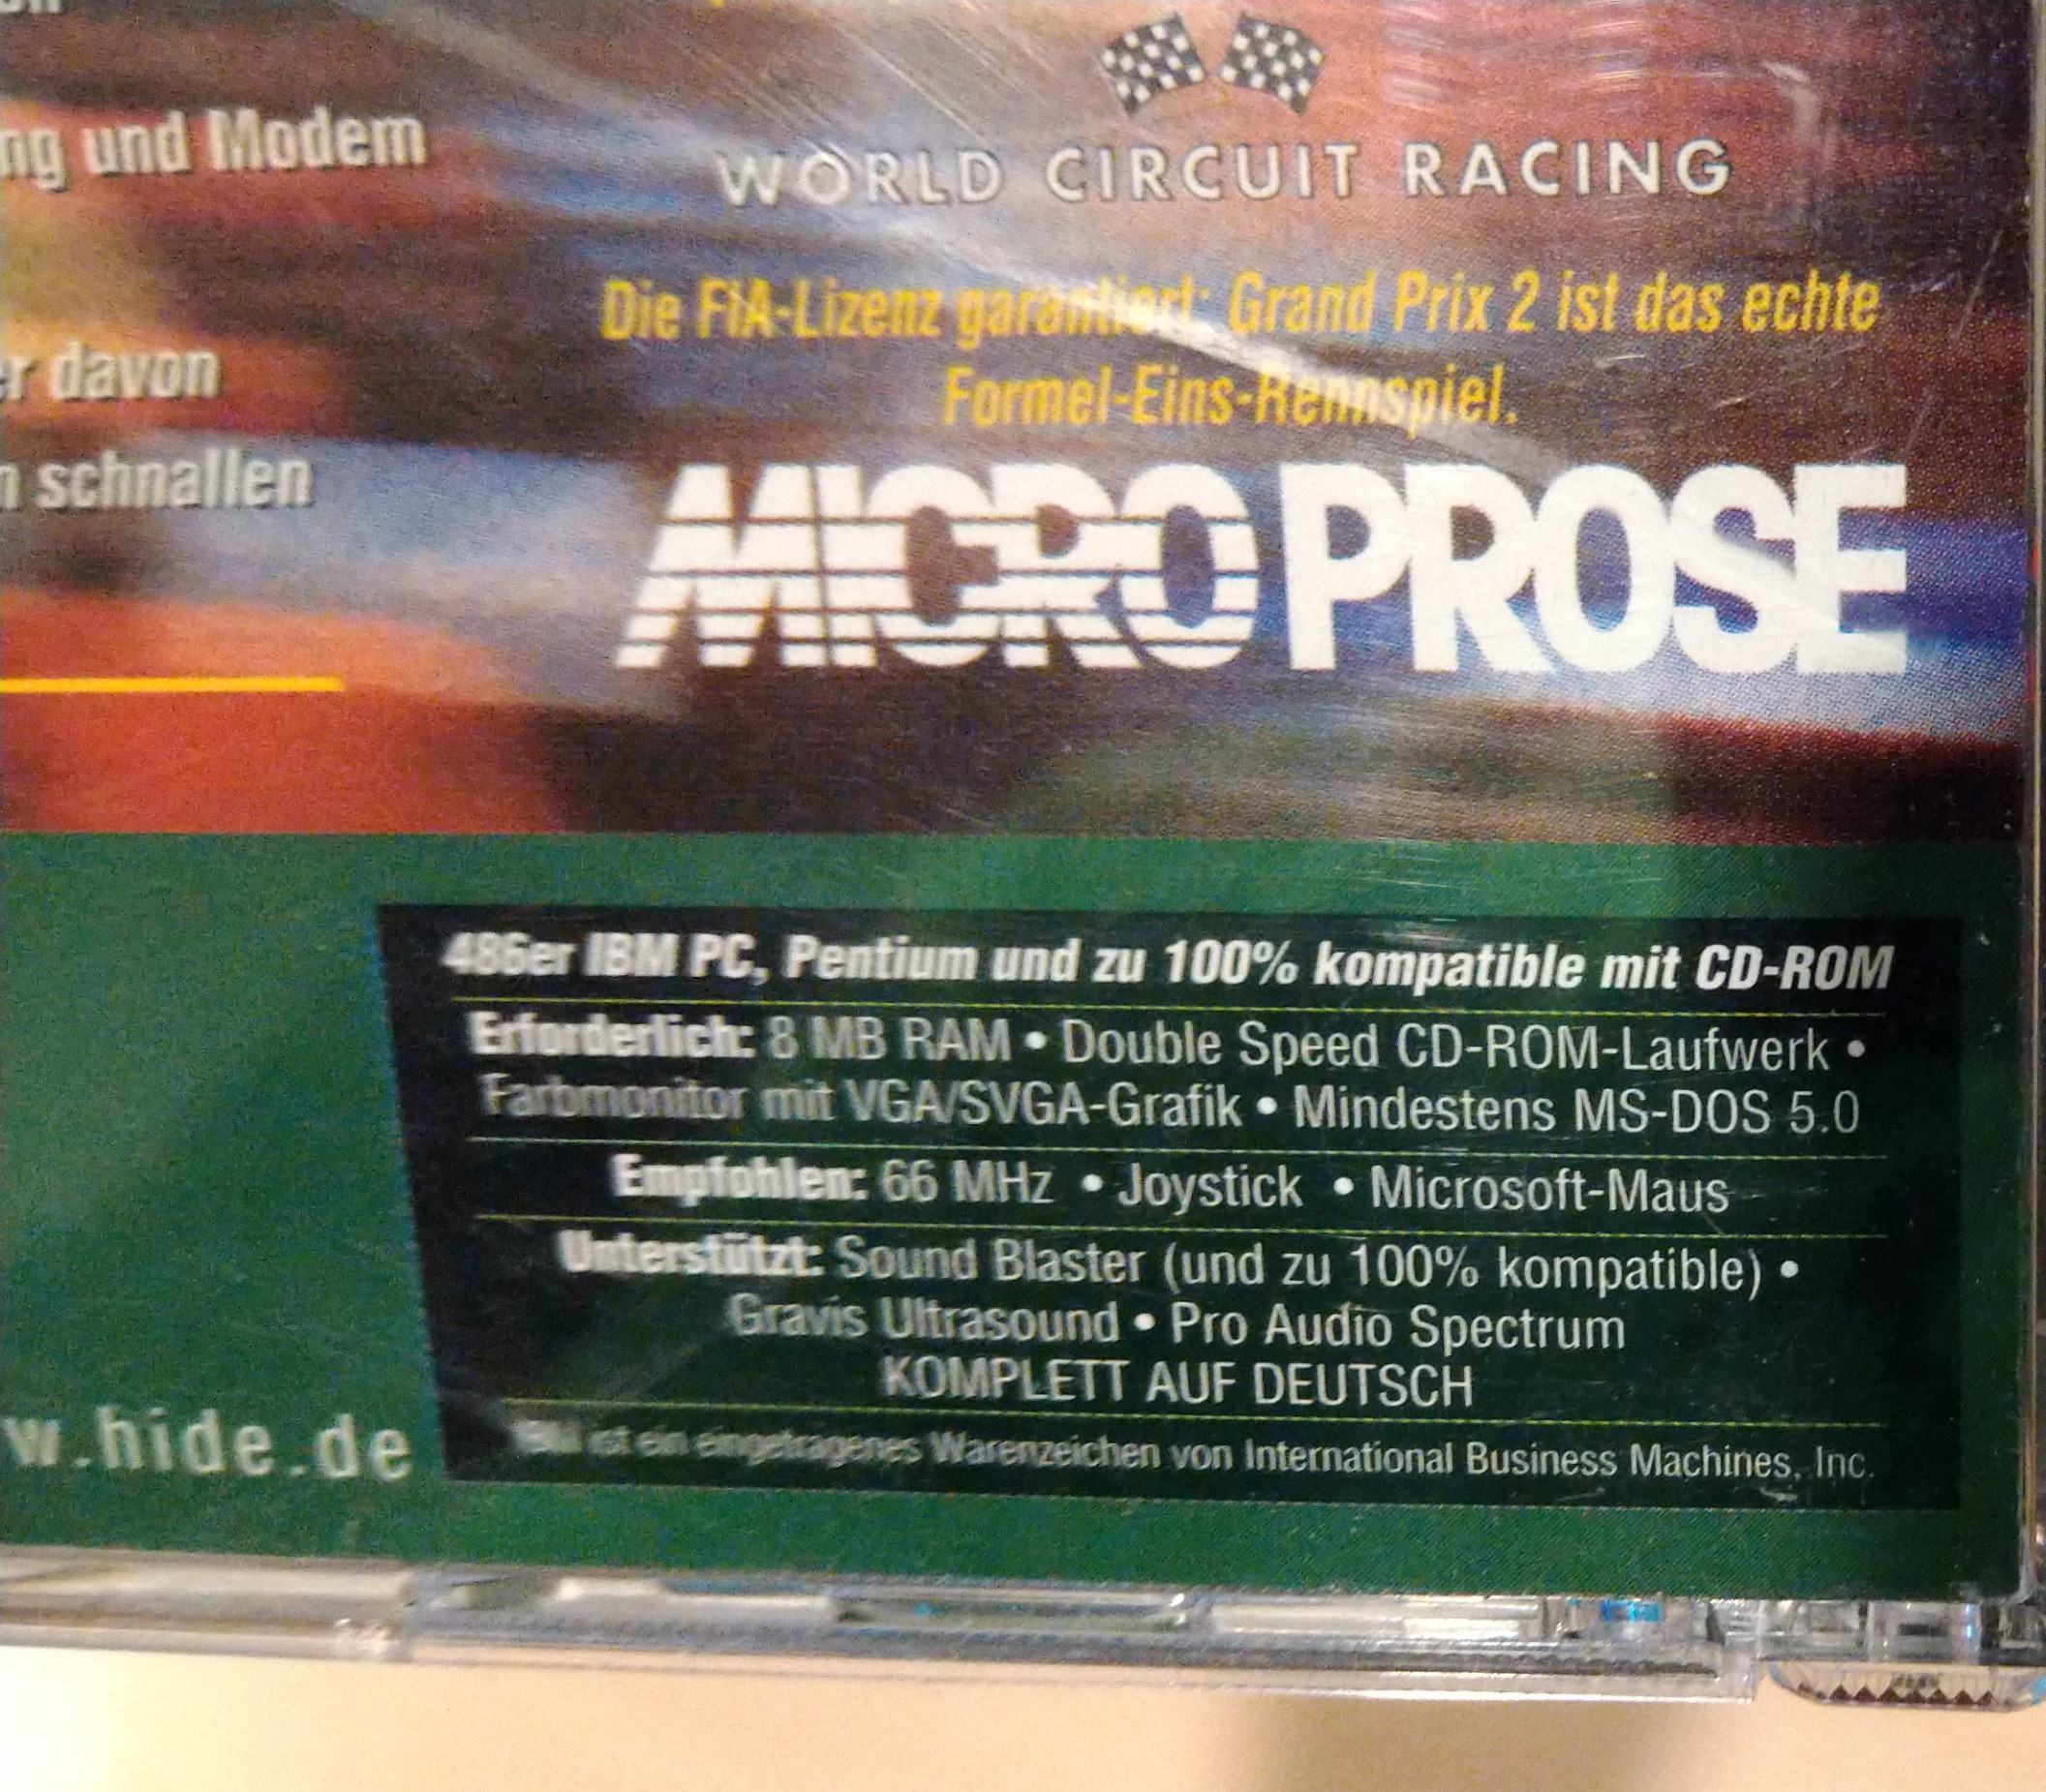 ng und Modem
WORLD CIRCUIT RACING
Die FIA-Lizenz garantiert: Grand Prix 2 ist das echte
Formel-Eins-Rennspiel.
er davon
n schnallen
MICROPROSE
486er IBM PC, Pentium und zu 100% kompatible mit CD-ROM
Erforderlich: 8 MB RAM • Double Speed CD-ROM-Laufwerk •
Farbmonitor mit VGA/SVGA-Grafik • Mindestens MS-DOS 5.0
Empfohlen: 66 MHz • Joystick • Microsoft-Maus
Unterstützt: Sound Blaster (und zu 100% kompatible) •
Gravis Ultrasound • Pro Audio Spectrum
KOMPLETT AUF DEUTSCH
IBM ist ein eingetragenes Warenzeichen von International Business Machines, Inc.
w.hide.de